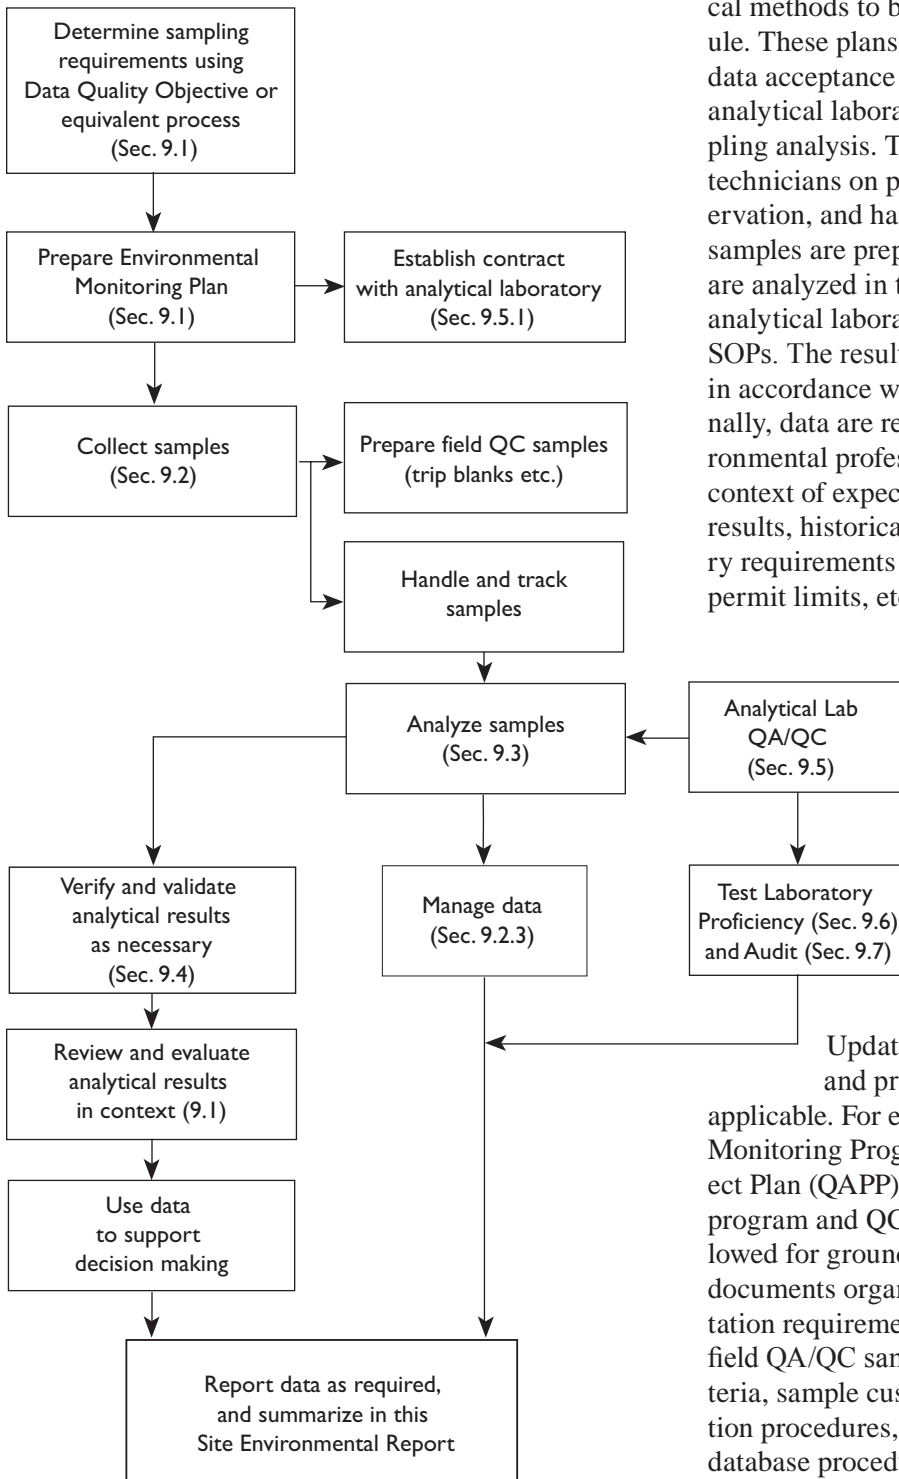 Determine sampling
requirements using
Data Quality Objective or
equivalent process
(Sec. 9.1)
Prepare Environmental
Monitoring Plan
(Sec. 9.1)
Establish contract
with analytical laboratory
(Sec. 9.5.1)
Collect samples
(Sec. 9.2)
Prepare field QC samples
(trip blanks etc.)
Handle and track
samples
Analyze samples
(Sec. 9.3)
Analytical Lab
QA/QC
(Sec. 9.5)
Verify and validate
analytical results
as necessary
(Sec. 9.4)
Manage data
(Sec. 9.2.3)
Test Laboratory
Proficiency (Sec. 9.6)
and Audit (Sec. 9.7)
Review and evaluate
analytical results
in context (9.1)
Use data
to support
decision making
Report data as required,
and summarize in this
Site Environmental Report
cal methods to b
ule. These plans
data acceptance
analytical labora
pling analysis. T
technicians on p
ervation, and ha
samples are prep
are analyzed in t
analytical labora
SOPs. The result
in accordance w
nally, data are re
ronmental profes
context of expec
results, historica
ry requirements
permit limits, etc
Updat
and pr
applicable. For e
Monitoring Prog
ect Plan (QAPP)
program and QC
lowed for ground
documents organ
tation requireme
field QA/QC sam
teria, sample cus
tion procedures,
database proced